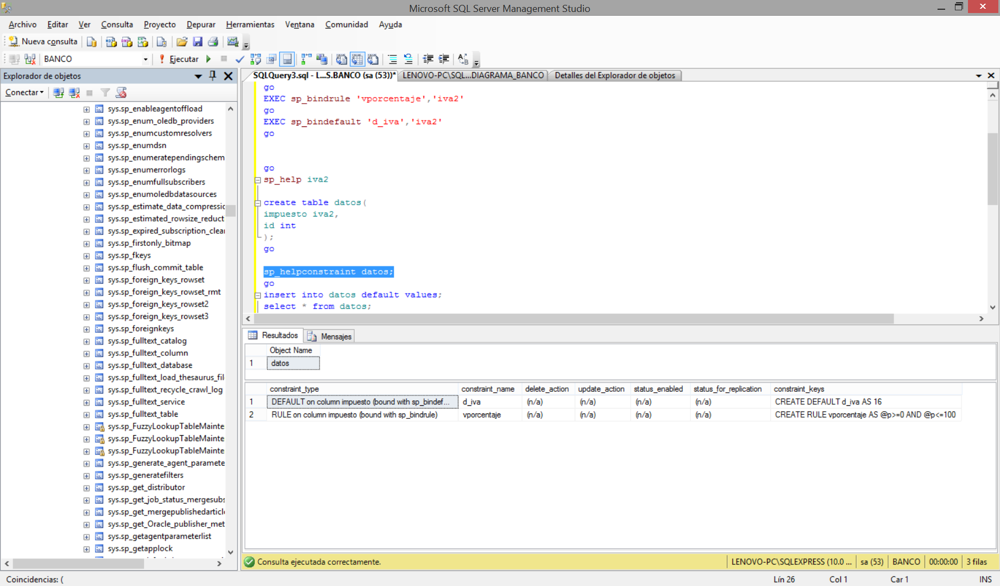 Microsoft SQL Server Management Studio
Archivo Editar Ver Consulta Proyecto Depurar Herramientas Ventana Comunidad Ayuda
Nueva consulta
BANCO Ejecutar
Explorador de objetos
Conectar
sys.sp_enableagentoffload
sys.sp_enum_oledb_providers
sys.sp_enumcustomresolvers
sys.sp_enumdsn
sys.sp_enumeratependingschem
sys.sp_enumerrorlogs
sys.sp_enumfullsubscribers
sys.sp_enumoledbdatasources
sys.sp_estimate_data_compressic
sys.sp_estimated_rowsize_reduct
sys.sp_expired_subscription_clear
sys.sp_firstonly_bitmap
sys.sp_fkeys
sys.sp_flush_commit_table
sys.sp_foreign_keys_rowset
sys.sp_foreign_keys_rowset_rmt
sys.sp_foreign_keys_rowset2
sys.sp_foreign_keys_rowset3
sys.sp_foreignkeys
sys.sp_fulltext_catalog
sys.sp_fulltext_column
sys.sp_fulltext_database
sys.sp_fulltext_load_thesaurus_fil
sys.sp_fulltext_recycle_crawl_log
sys.sp_fulltext_service
sys.sp_fulltext_table
sys.sp_FuzzyLookupTableMainte
sys.sp_FuzzyLookupTableMainte
sys.sp_FuzzyLookupTableMainte
sys.sp_generate_agent_paramete
sys.sp_generatefilters
sys.sp_get_distributor
sys.sp_get_job_status_mergesubs
sys.sp_get_mergepublishedarticle
sys.sp_get_Oracle_publisher_met
sys.sp_getagentparameterlist
sys.sp_getapplock
SQLQuery3.sql - L...S.BANCO (sa (53))* LENOVO-PC\SQL...DIAGRAMA_BANCO Detalles del Explorador de objetos
go
EXEC sp_bindrule 'vporcentaje','iva2'
go
EXEC sp_bindefault 'd_iva','iva2'
go
go
sp_help iva2
create table datos(
impuesto iva2,
id int
);
go
sp_helpconstraint datos;
go
insert into datos default values;
select * from datos;
Resultados Mensajes
Object Name
1 datos
constraint_type constraint_name delete_action update_action status_enabled status_for_replication constraint_keys
1 DEFAULT on column impuesto (bound with sp_bindef... d_iva (n/a) (n/a) (n/a) (n/a) CREATE DEFAULT d_iva AS 16
2 RULE on column impuesto (bound with sp_bindrule) vporcentaje (n/a) (n/a) (n/a) (n/a) CREATE RULE vporcentaje AS @p>=0 AND @p<=100
Consulta ejecutada correctamente. LENOVO-PC\SQLEXPRESS (10.0 ... sa (53) BANCO 00:00:00 3 filas
Coincidencias: ( Lín 26 Col 1 Car 1 INS